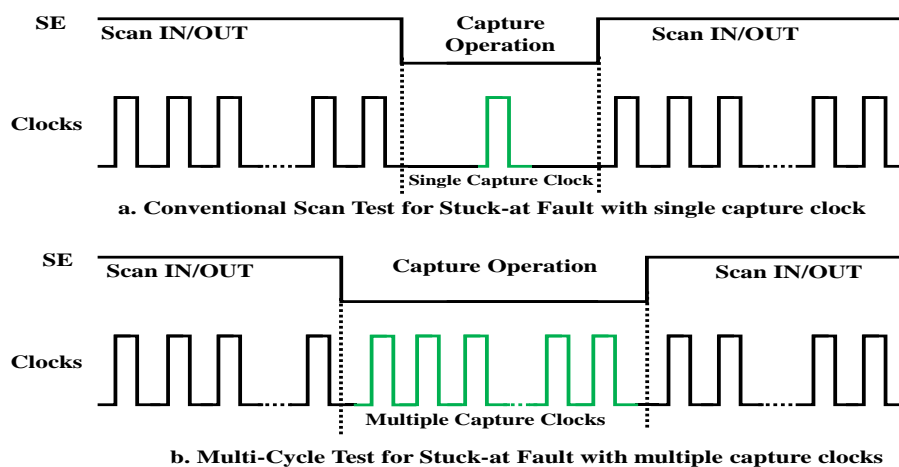 SE
Scan IN/OUT
Capture
Operation
Scan IN/OUT
Clocks
Single Capture Clock
a. Conventional Scan Test for Stuck-at Fault with single capture clock
SE
Scan IN/OUT
Capture Operation
Scan IN/OUT
Clocks
Multiple Capture Clocks
b. Multi-Cycle Test for Stuck-at Fault with multiple capture clocks